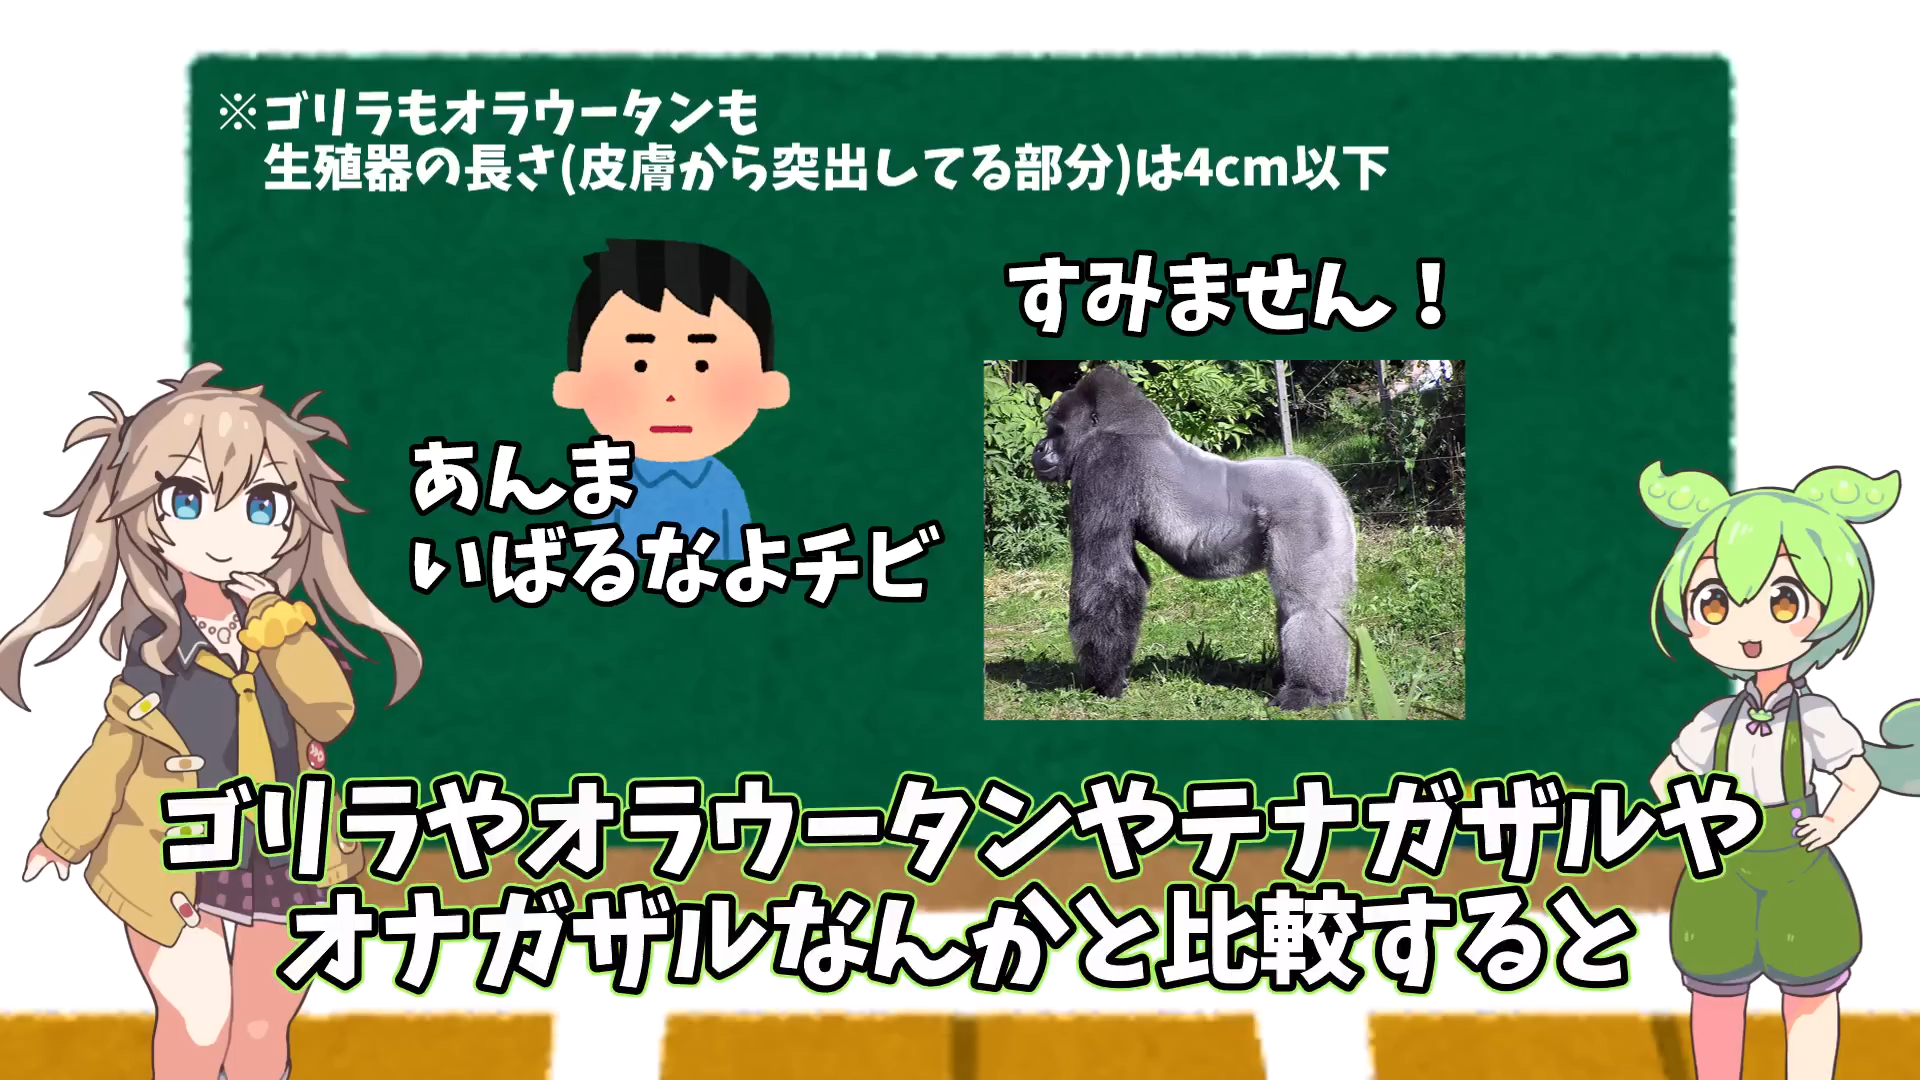 ※ゴリラもオラウータンも
生殖器の長さ(皮膚から突出してる部分)は4cm以下
すみません！
あんま
いばるなよチビ
ゴリラやオラウータンやテナガザルや
オナガザルなんかと比較すると